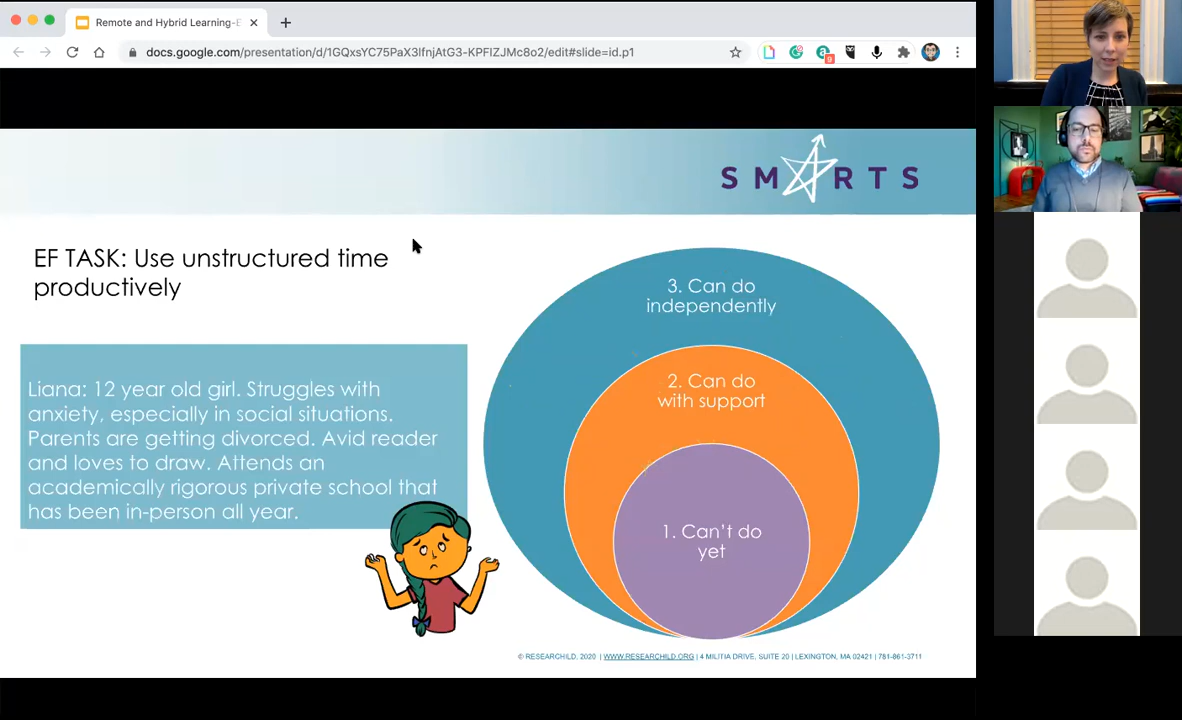 Remote and Hybrid Learning-E
docs.google.com/presentation/d/1GQxsYC75PaX3lfnjAtG3-KPFIZJMc8o2/edit#slide=id.p1
9
SMARTS
EF TASK: Use unstructured time
productively
Liana: 12 year old girl. Struggles with
anxiety, especially in social situations.
Parents are getting divorced. Avid reader
and loves to draw. Attends an
academically rigorous private school that
has been in-person all year.
3. Can do
independently
2. Can do
with support
1. Can’t do
yet
© RESEARCHILD, 2020 | WWW.RESEARCHILD.ORG | 4 MILITIA DRIVE, SUITE 20 | LEXINGTON, MA 02421 | 781-861-3711